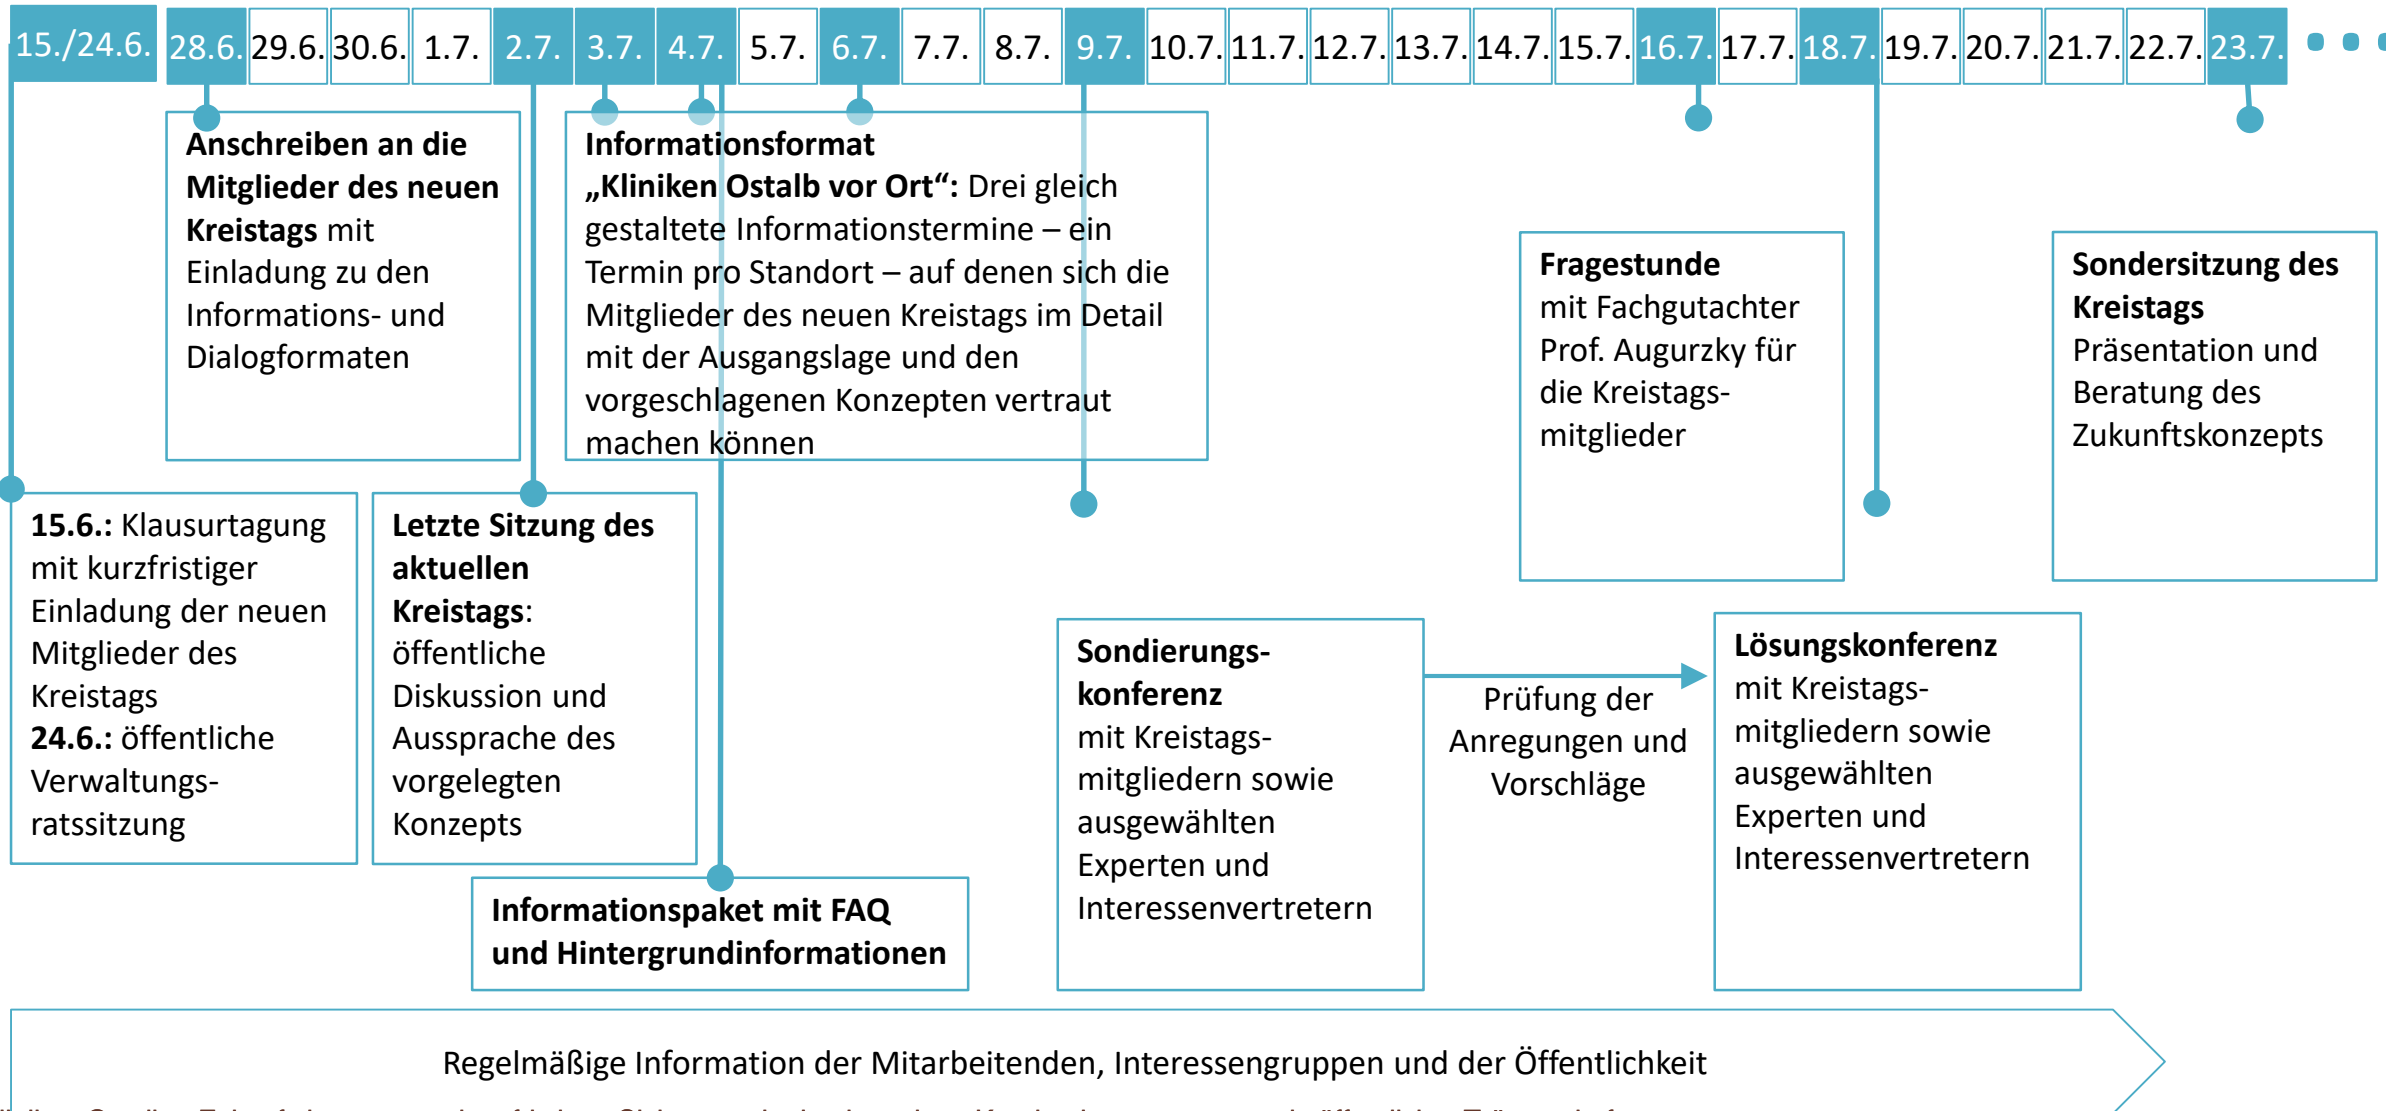 15./24.6. 28.6. 29.6. 30.6. 1.7. 2.7. 3.7. 4.7. 5.7. 6.7. 7.7. 8.7. 9.7. 10.7. 11.7. 12.7. 13.7. 14.7. 15.7. 16.7. 17.7. 18.7. 19.7. 20.7. 21.7. 22.7. 23.7.
Anschreiben an die
Mitglieder des neuen
Kreistags mit
Einladung zu den
Informations- und
Dialogformaten
Informationsformat
„Kliniken Ostalb vor Ort“: Drei gleich
gestaltete Informationstermine – ein
Termin pro Standort – auf denen sich die
Mitglieder des neuen Kreistags im Detail
mit der Ausgangslage und den
vorgeschlagenen Konzepten vertraut
machen können
Fragestunde
mit Fachgutachter
Prof. Augurzky für
die Kreistags-
mitglieder
Sondersitzung des
Kreistags
Präsentation und
Beratung des
Zukunftskonzepts
15.6.: Klausurtagung
mit kurzfristiger
Einladung der neuen
Mitglieder des
Kreistags
24.6.: öffentliche
Verwaltungs-
ratssitzung
Letzte Sitzung des
aktuellen
Kreistags:
öffentliche
Diskussion und
Aussprache des
vorgelegten
Konzepts
Informationspaket mit FAQ
und Hintergrundinformationen
Sondierungs-
konferenz
mit Kreistags-
mitgliedern sowie
ausgewählten
Experten und
Interessenvertretern
Prüfung der
Anregungen und
Vorschläge
Lösungskonferenz
mit Kreistags-
mitgliedern sowie
ausgewählten
Experten und
Interessenvertretern
Regelmäßige Information der Mitarbeitenden, Interessengruppen und der Öffentlichkeit